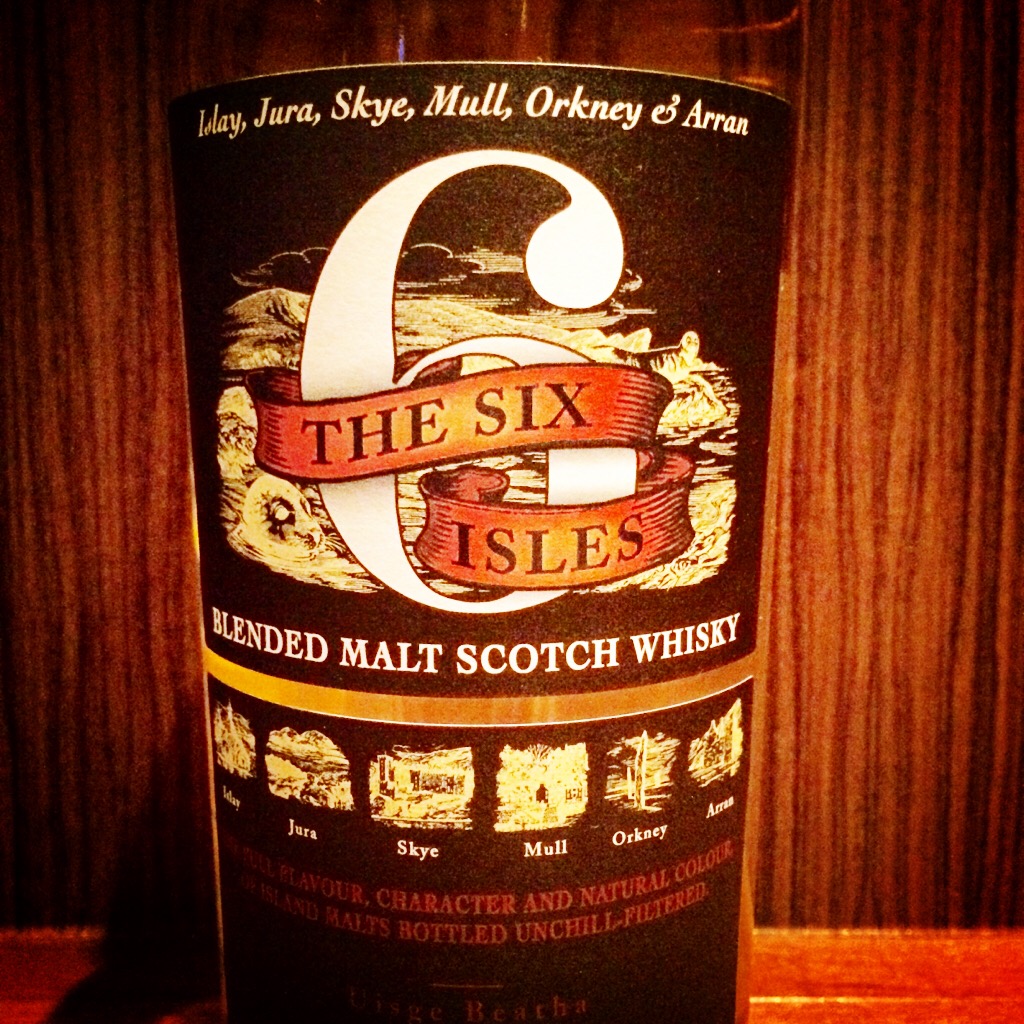 Islay, Jura, Skye, Mull, Orkney & Arran
6
THE SIX
ISLES
BLENDED MALT SCOTCH WHISKY
Islay Jura Skye Mull Orkney Arran
FULL FLAVOUR, CHARACTER AND NATURAL COLOUR
OF ISLAND MALTS BOTTLED UNCHILL-FILTERED.
Uisge Beatha